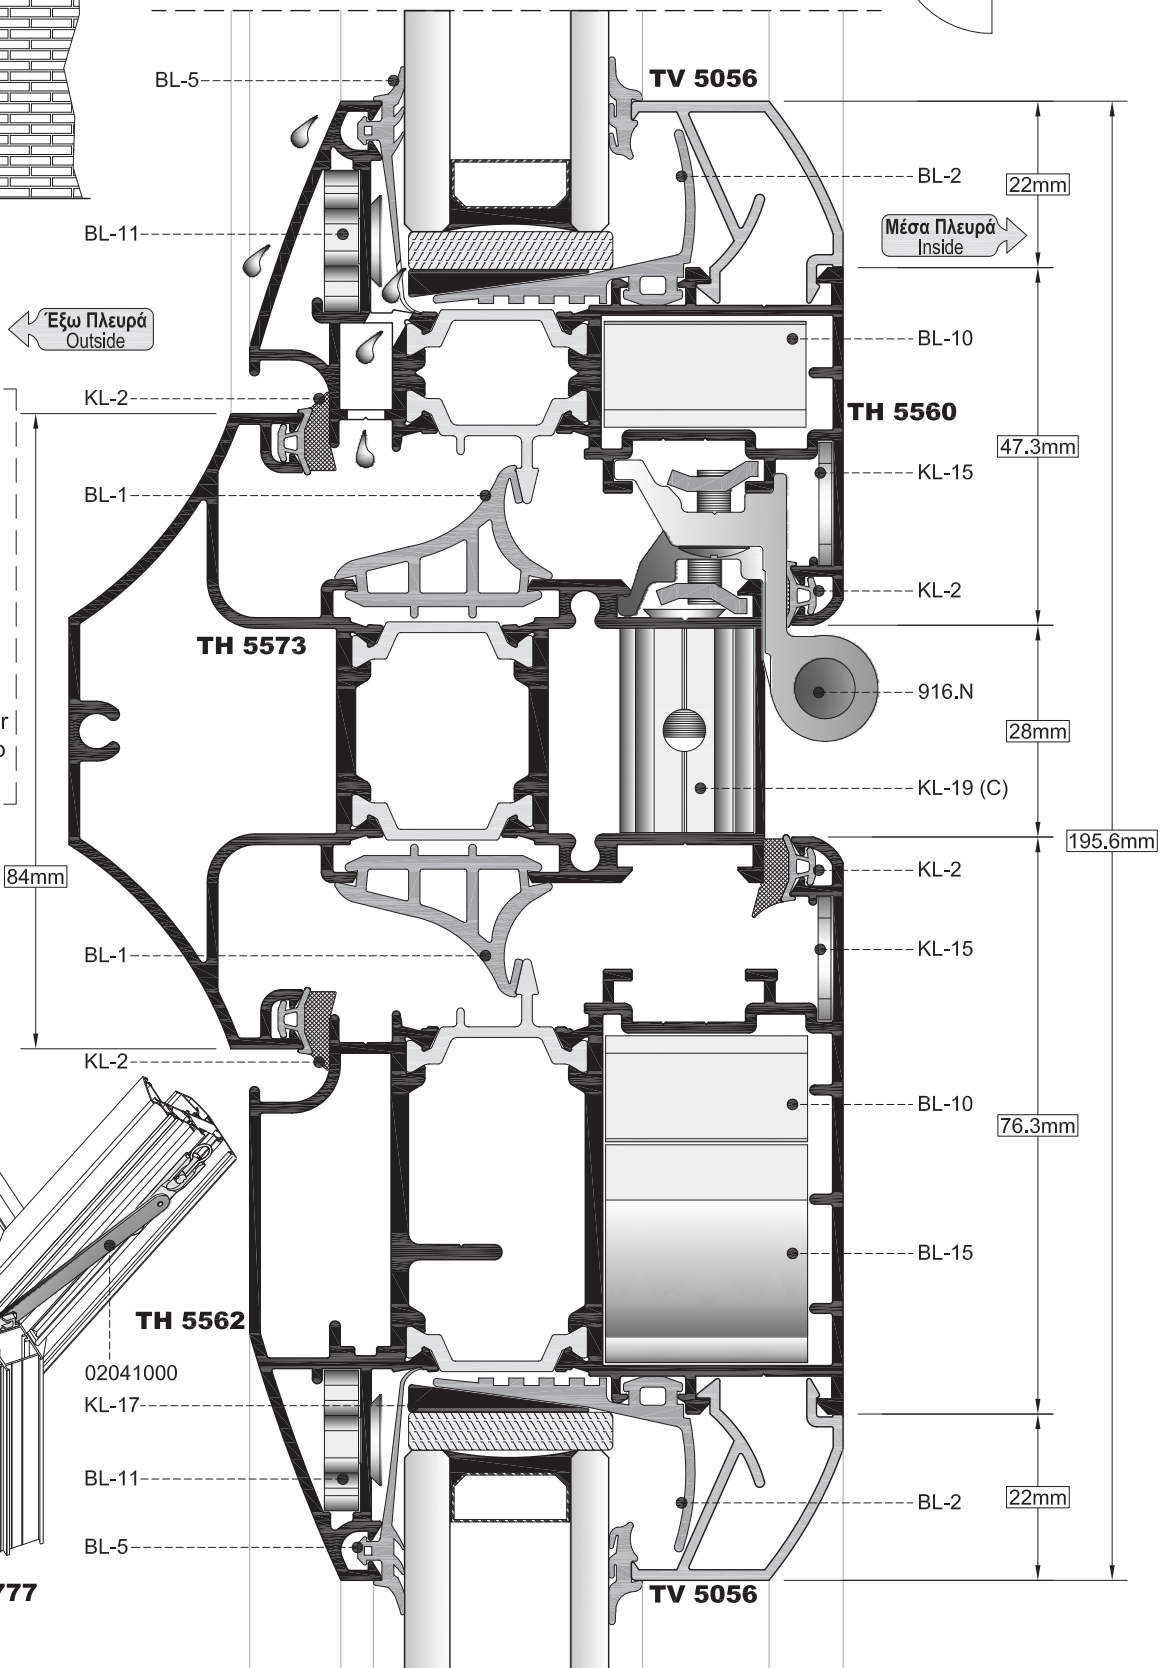 BL-5
TV 5056
BL-2
22mm
BL-11
Μέσα Πλευρά
Inside
Έξω Πλευρά
Outside
BL-10
KL-2
TH 5560
47.3mm
KL-15
BL-1
KL-2
TH 5573
916.N
28mm
KL-19 (C)
195.6mm
84mm
KL-2
BL-1
KL-15
KL-2
BL-10
76.3mm
BL-15
TH 5562
02041000
KL-17
BL-11
BL-2
22mm
BL-5
777
TV 5056